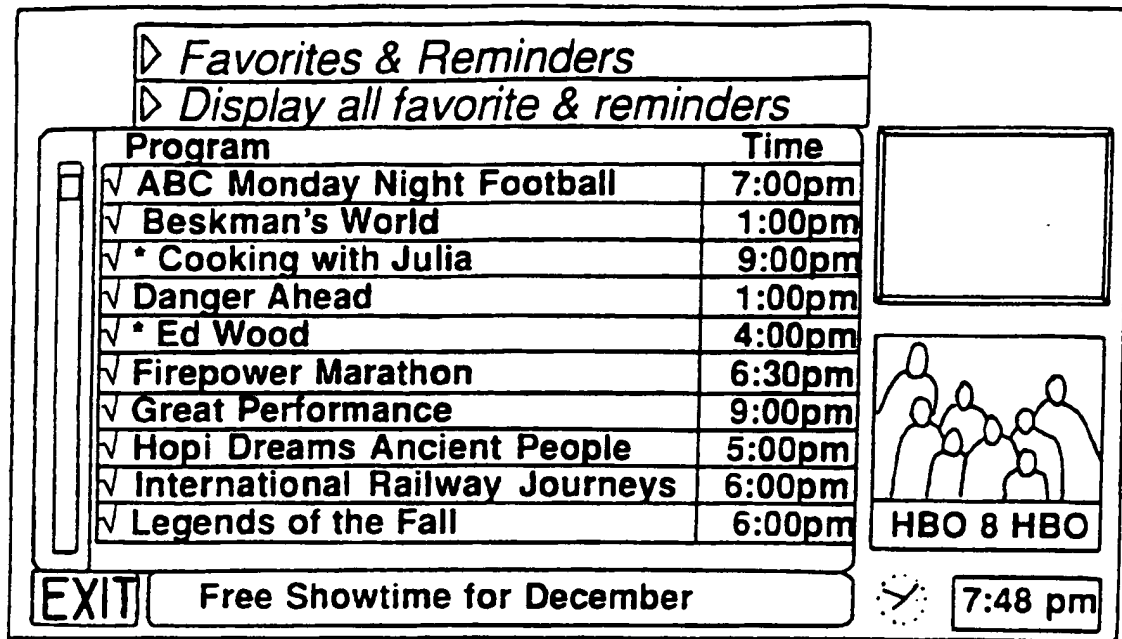 ▷ Favorites & Reminders
▷ Display all favorite & reminders
Program Time
√ ABC Monday Night Football 7:00pm
√ Beskman's World 1:00pm
√ * Cooking with Julia 9:00pm
√ Danger Ahead 1:00pm
√ * Ed Wood 4:00pm
√ Firepower Marathon 6:30pm
√ Great Performance 9:00pm
√ Hopi Dreams Ancient People 5:00pm
√ International Railway Journeys 6:00pm
√ Legends of the Fall 6:00pm
HBO 8 HBO
EXIT Free Showtime for December 7:48 pm